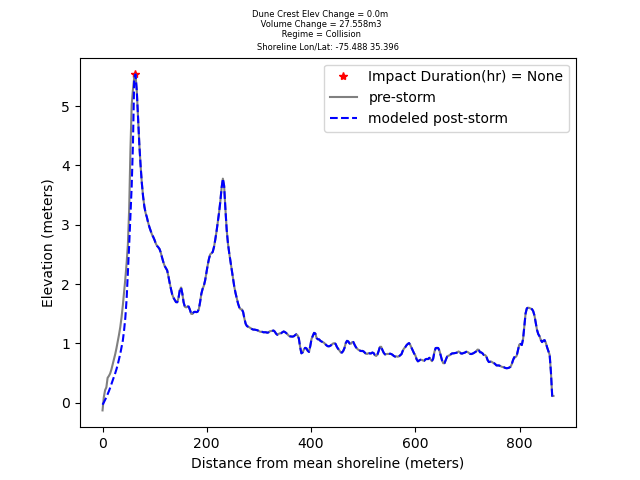 Dune Crest Elev Change = 0.0m
Volume Change = 27.558m3
Regime = Collision
Shoreline Lon/Lat: -75.488 35.396
Impact Duration(hr) = None
pre-storm
modeled post-storm
Elevation (meters)
5
4
3
2
1
0
0 200 400 600 800
Distance from mean shoreline (meters)